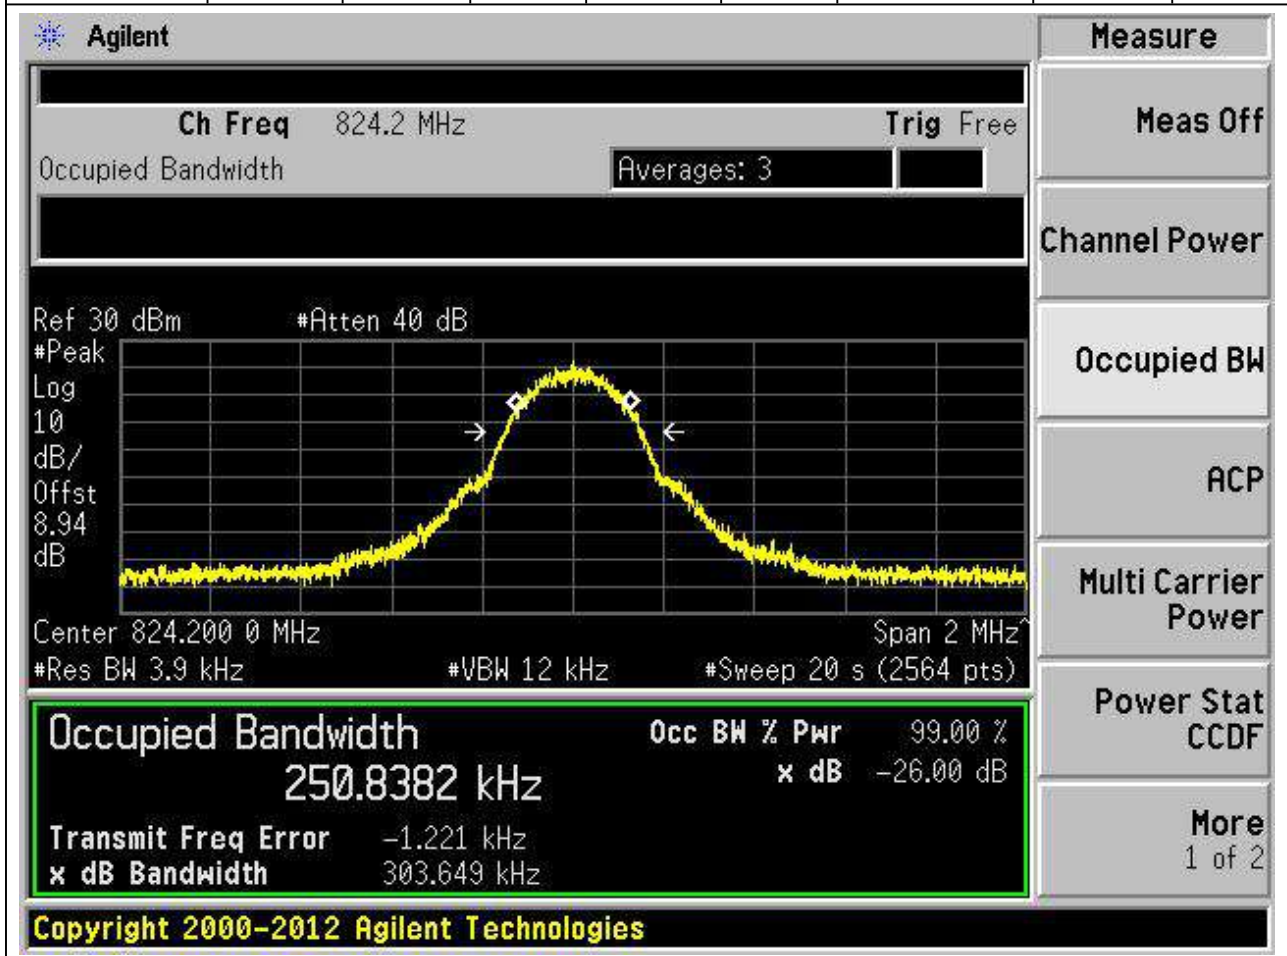 Agilent
Measure
Ch Freq 824.2 MHz Trig Free
Occupied Bandwidth Averages: 3
Meas Off
Channel Power
Occupied BW
ACP
Multi Carrier
Power
Power Stat
CCDF
More
1 of 2
Ref 30 dBm #Atten 40 dB
#Peak
Log
10
dB/
Offst
8.94
dB
Center 824.200 0 MHz Span 2 MHz^
#Res BW 3.9 kHz #VBW 12 kHz #Sweep 20 s (2564 pts)
Occupied Bandwidth Occ BW % Pwr 99.00 %
250.8382 kHz x dB -26.00 dB
Transmit Freq Error -1.221 kHz
x dB Bandwidth 303.649 kHz
Copyright 2000-2012 Agilent Technologies